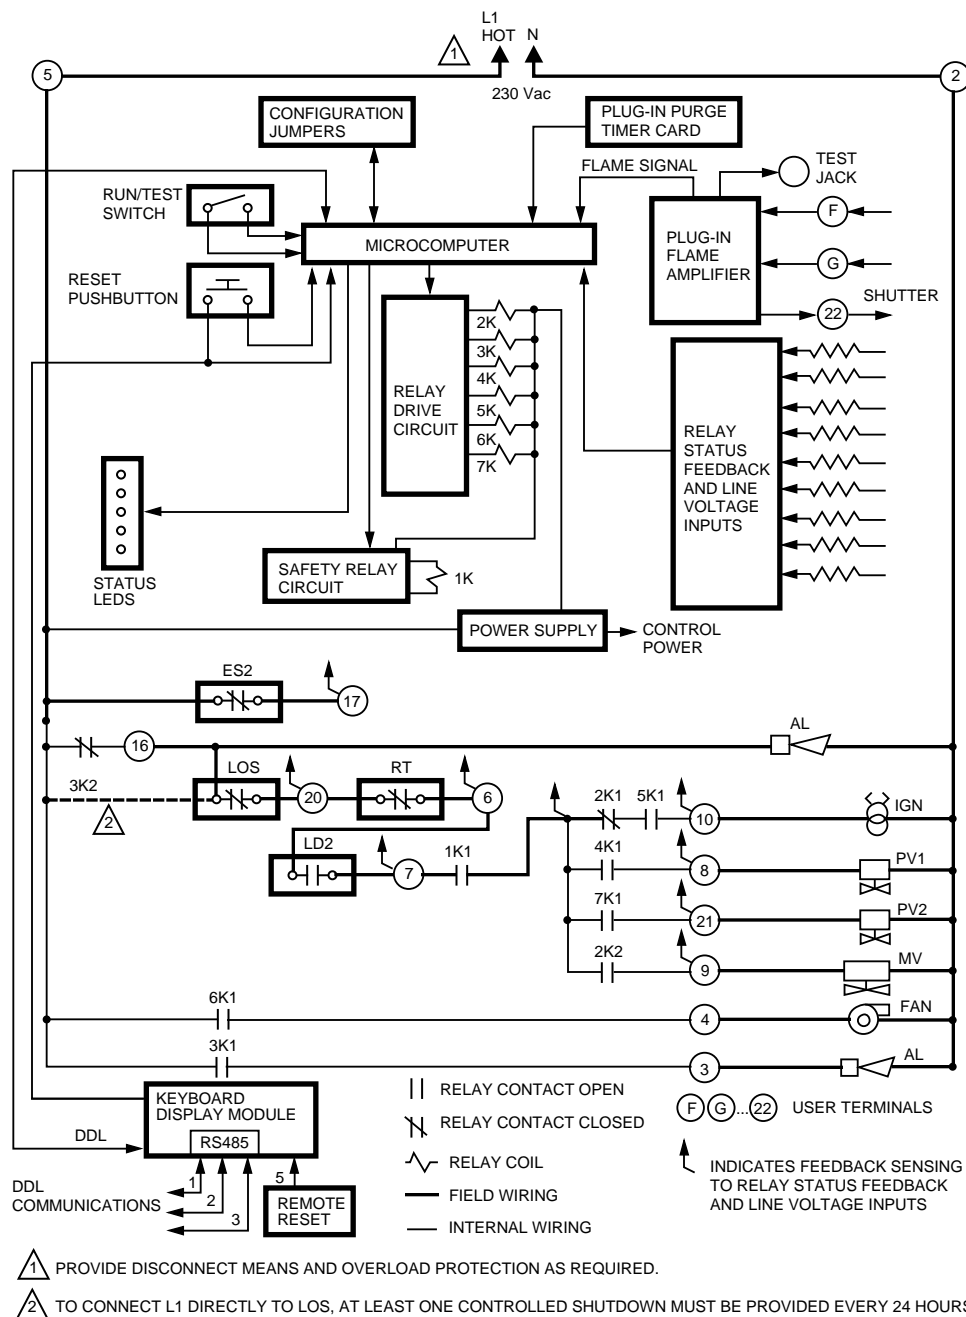 L1
HOT N
1
5
2
230 Vac
CONFIGURATION
JUMPERS
PLUG-IN PURGE
TIMER CARD
FLAME SIGNAL
TEST
JACK
RUN/TEST
SWITCH
F
MICROCOMPUTER
PLUG-IN
FLAME
AMPLIFIER
G
RESET
PUSHBUTTON
SHUTTER
22
2K
3K
4K
5K
6K
7K
RELAY
DRIVE
CIRCUIT
RELAY
STATUS
FEEDBACK
AND LINE
VOLTAGE
INPUTS
STATUS
LEDS
SAFETY RELAY
CIRCUIT
1K
POWER SUPPLY
CONTROL
POWER
ES2
17
AL
16
3K2
2
LOS
20
RT
6
LD2
7
1K1
2K1
5K1
10
IGN
4K1
8
PV1
7K1
21
PV2
2K2
9
MV
6K1
4
FAN
3K1
3
AL
KEYBOARD
DISPLAY MODULE
RS485
DDL
DDL
COMMUNICATIONS
1
2
3
5
REMOTE
RESET
RELAY CONTACT OPEN
RELAY CONTACT CLOSED
RELAY COIL
FIELD WIRING
INTERNAL WIRING
F G ... 22 USER TERMINALS
INDICATES FEEDBACK SENSING
TO RELAY STATUS FEEDBACK
AND LINE VOLTAGE INPUTS
1 PROVIDE DISCONNECT MEANS AND OVERLOAD PROTECTION AS REQUIRED.
2 TO CONNECT L1 DIRECTLY TO LOS, AT LEAST ONE CONTROLLED SHUTDOWN MUST BE PROVIDED EVERY 24 HOURS